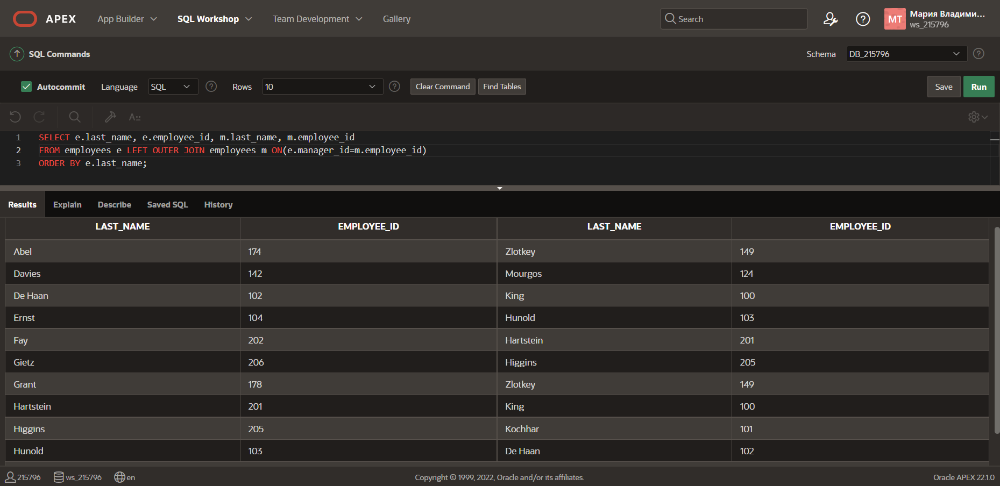 APEX App Builder SQL Workshop Team Development Gallery Search MT Мария Владими...
ws_215796
SQL Commands Schema DB_215796
Autocommit Language SQL Rows 10 Clear Command Find Tables Save Run
A::
1 SELECT e.last_name, e.employee_id, m.last_name, m.employee_id
2 FROM employees e LEFT OUTER JOIN employees m ON(e.manager_id=m.employee_id)
3 ORDER BY e.last_name;
Results Explain Describe Saved SQL History
LAST_NAME EMPLOYEE_ID LAST_NAME EMPLOYEE_ID
Abel 174 Zlotkey 149
Davies 142 Mourgos 124
De Haan 102 King 100
Ernst 104 Hunold 103
Fay 202 Hartstein 201
Gietz 206 Higgins 205
Grant 178 Zlotkey 149
Hartstein 201 King 100
Higgins 205 Kochhar 101
Hunold 103 De Haan 102
215796 ws_215796 en Copyright © 1999, 2022, Oracle and/or its affiliates. Oracle APEX 22.1.0